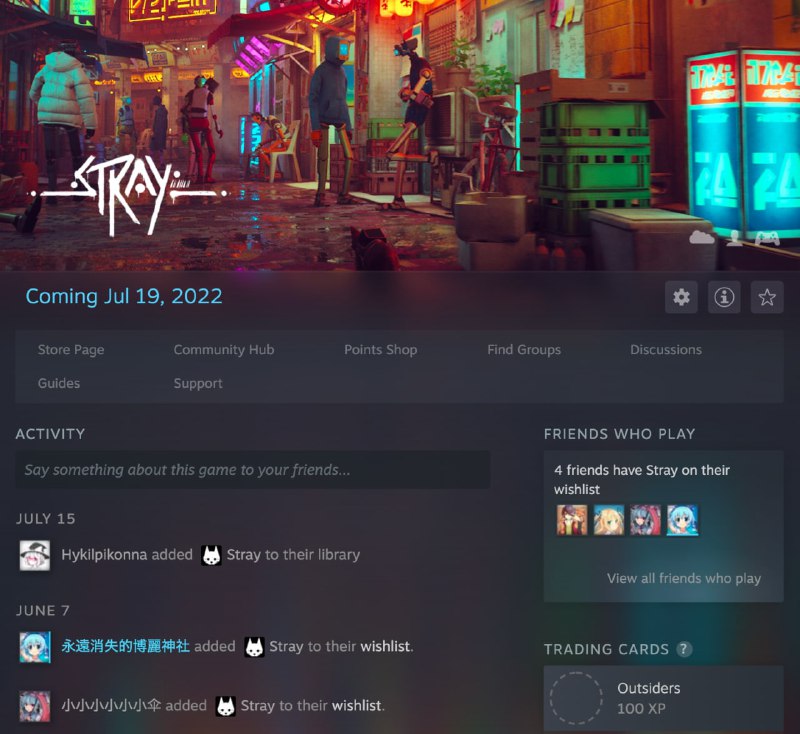 STRAY
Coming Jul 19, 2022
Store Page
Community Hub
Points Shop
Find Groups
Discussions
Guides
Support
ACTIVITY
Say something about this game to your friends...
JULY 15
Hykilpikonna added Stray to their library
JUNE 7
永遠消失的博麗神社 added Stray to their wishlist.
小小小小小小伞 added Stray to their wishlist.
FRIENDS WHO PLAY
4 friends have Stray on their
wishlist
View all friends who play
TRADING CARDS ?
Outsiders
100 XP